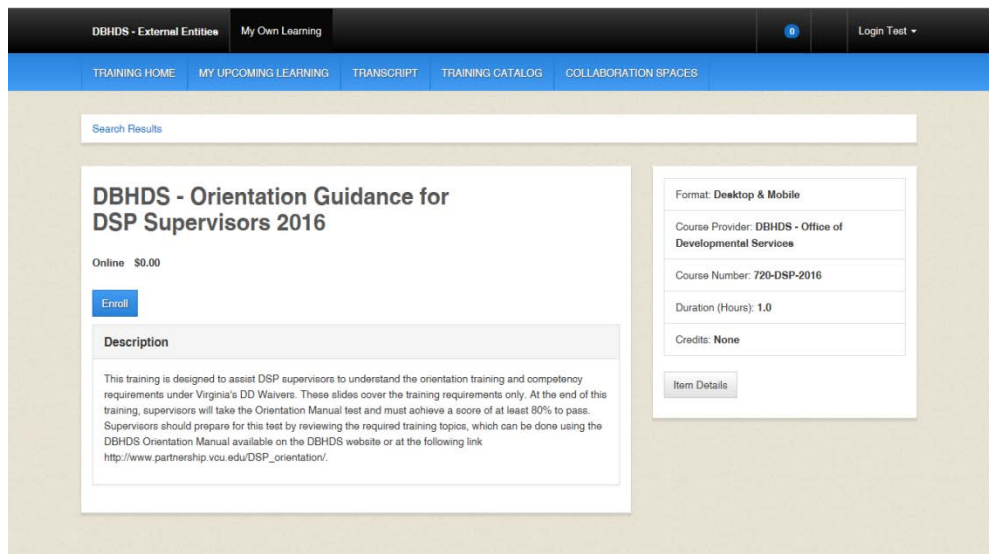 DBHDS - External Entities
My Own Learning
0
Login Test
TRAINING HOME
MY UPCOMING LEARNING
TRANSCRIPT
TRAINING CATALOG
COLLABORATION SPACES
Search Results
DBHDS - Orientation Guidance for
DSP Supervisors 2016
Online $0.00
Enroll
Description
This training is designed to assist DSP supervisors to understand the orientation training and competency
requirements under Virginia's DD Waivers. These slides cover the training requirements only. At the end of this
training, supervisors will take the Orientation Manual test and must achieve a score of at least 80% to pass.
Supervisors should prepare for this test by reviewing the required training topics, which can be done using the
DBHDS Orientation Manual available on the DBHDS website or at the following link
http://www.partnership.vcu.edu/DSP_orientation/.
Format: Desktop & Mobile
Course Provider: DBHDS - Office of
Developmental Services
Course Number: 720-DSP-2016
Duration (Hours): 1.0
Credits: None
Item Details